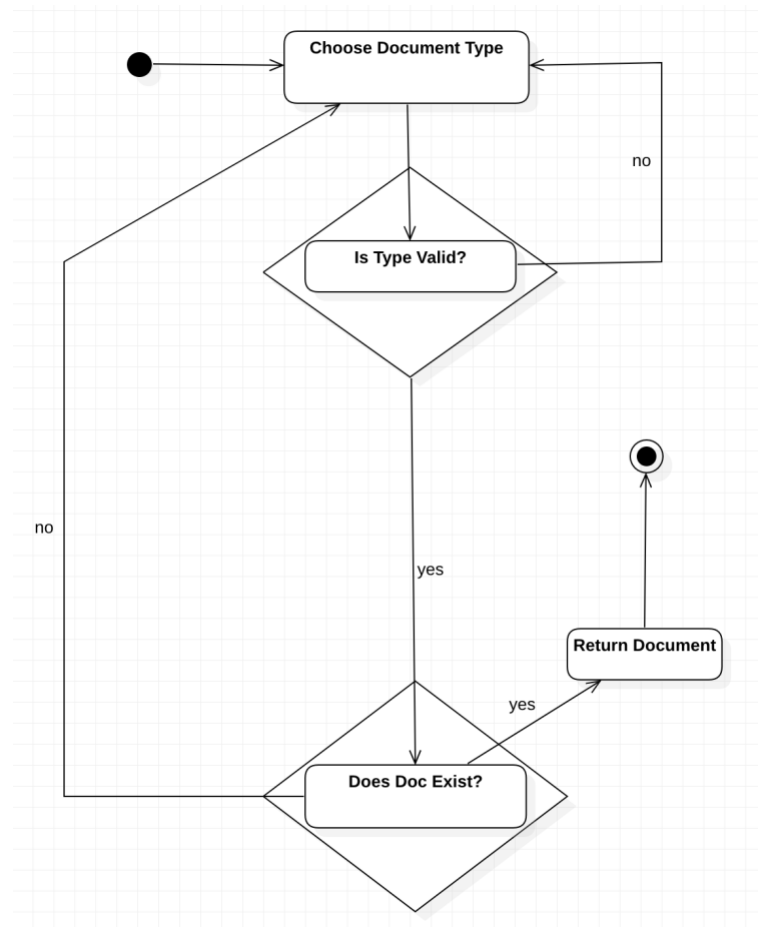 Choose Document Type
no
Is Type Valid?
no
yes
Return Document
yes
Does Doc Exist?